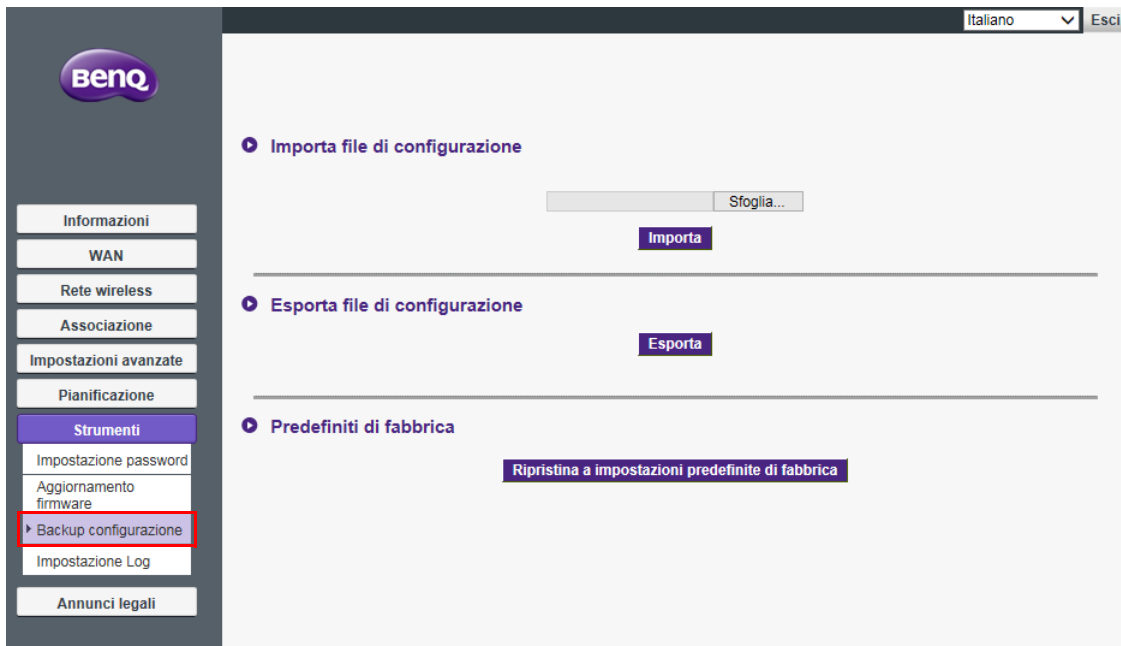 Italiano
Esci
BenQ
Importa file di configurazione
Sfoglia...
Importa
Esporta file di configurazione
Esporta
Predefiniti di fabbrica
Ripristina a impostazioni predefinite di fabbrica
Informazioni
WAN
Rete wireless
Associazione
Impostazioni avanzate
Pianificazione
Strumenti
Impostazione password
Aggiornamento
firmware
Backup configurazione
Impostazione Log
Annunci legali